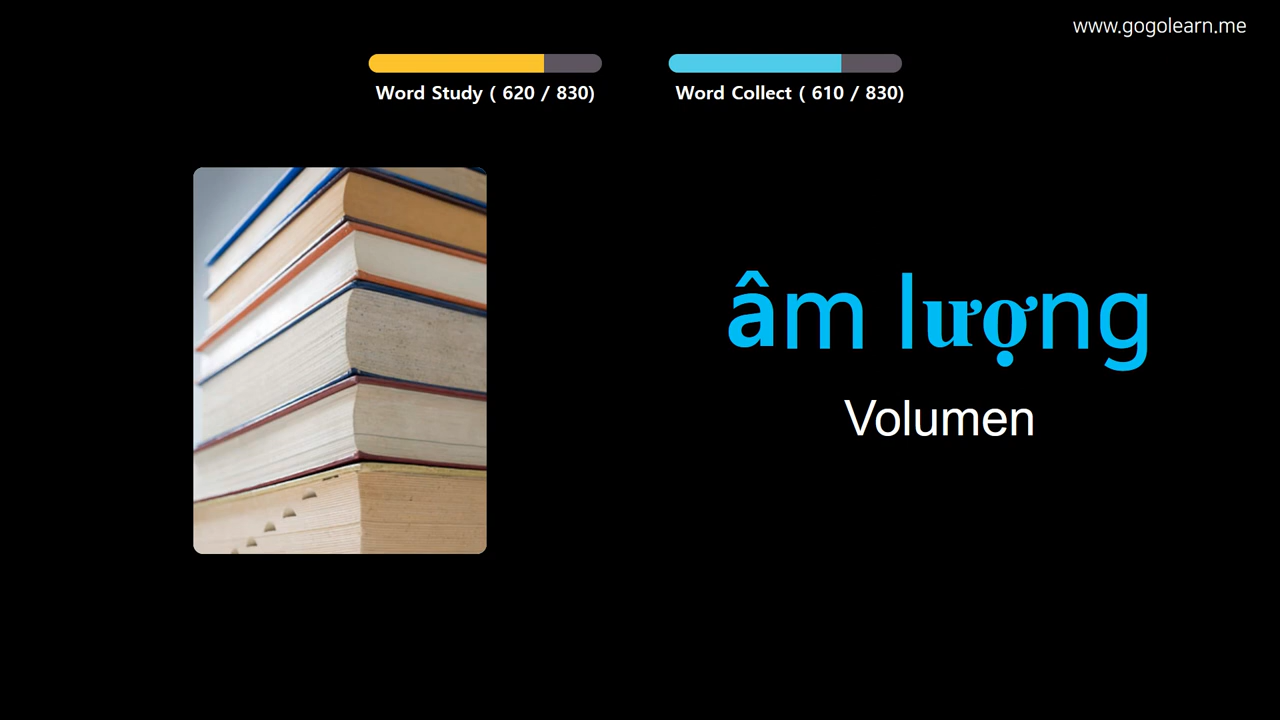 www.gogolearn.me
Word Study ( 620 / 830)
Word Collect ( 610 / 830)
âm lượng
Volumen